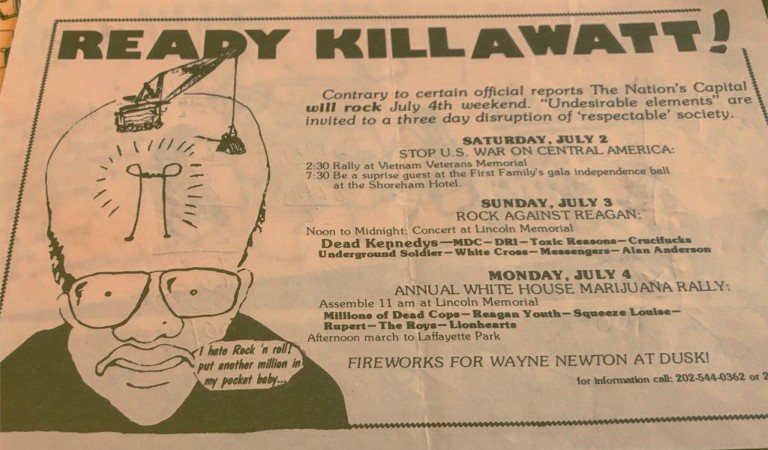 READY KILLAWATT!
Contrary to certain official reports The Nation's Capital
will rock July 4th weekend. "Undesirable elements" are
invited to a three day disruption of 'respectable' society.
SATURDAY, JULY 2
STOP U.S. WAR ON CENTRAL AMERICA:
2:30 Rally at Vietnam Veterans Memorial
7:30 Be a suprise guest at the First Family's gala independence ball
at the Shoreham Hotel.
SUNDAY, JULY 3
ROCK AGAINST REAGAN:
Noon to Midnight: Concert at Lincoln Memorial
Dead Kennedys—MDC—DRI—Toxic Reasons—Crucifucks
Underground Soldier—White Cross—Messengers—Alan Anderson
MONDAY, JULY 4
ANNUAL WHITE HOUSE MARIJUANA RALLY:
Assemble 11 am at Lincoln Memorial
Millions of Dead Cops—Reagan Youth—Squeeze Louise—
Rupert—The Roys—Lionhearts
Afternoon march to Laffayette Park
FIREWORKS FOR WAYNE NEWTON AT DUSK!
for information call: 202-544-0362 or 2
I hate Rock 'n roll!
put another million in
my pocket baby...